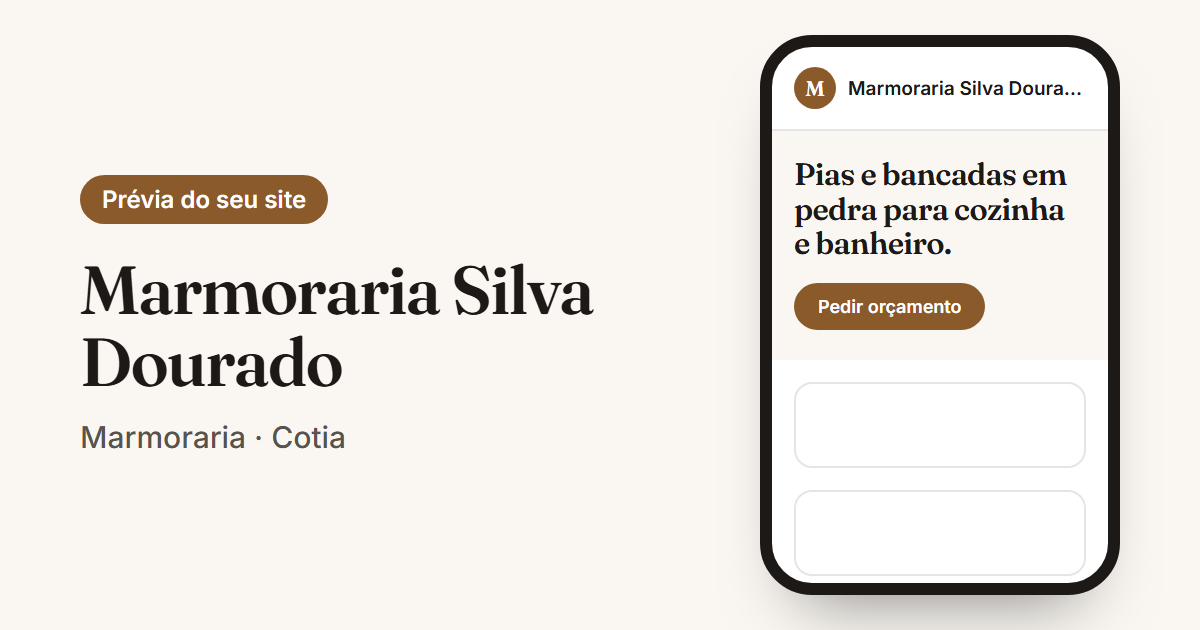 Prévia do seu site
Marmoraria Silva
Dourado
Marmoraria · Cotia
M
Marmoraria Silva Doura...
Pias e bancadas em
pedra para cozinha
e banheiro.
Pedir orçamento